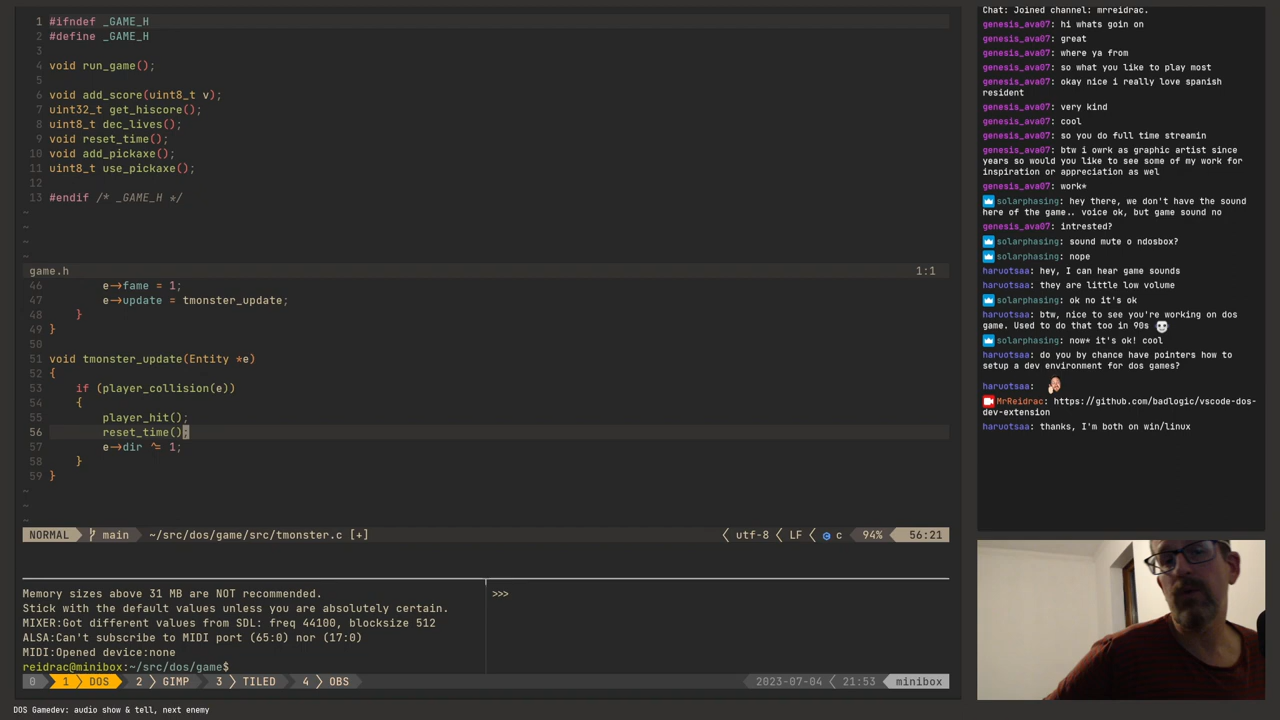 1 #ifndef _GAME_H
2 #define _GAME_H
3
4 void run_game();
5
6 void add_score(uint8_t v);
7 uint32_t get_hiscore();
8 uint8_t dec_lives();
9 void reset_time();
10 void add_pickaxe();
11 uint8_t use_pickaxe();
12
13 #endif /* _GAME_H */
~
~
~
~
game.h 1:1
46 e->fame = 1;
47 e->update = tmonster_update;
48 }
49 }
50
51 void tmonster_update(Entity *e)
52 {
53 if (player_collision(e))
54 {
55 player_hit();
56 reset_time();
57 e->dir ^= 1;
58 }
59 }
~
~
~
NORMAL main ~/src/dos/game/src/tmonster.c [+] utf-8 LF c 94% 56:21
Memory sizes above 31 MB are NOT recommended.
Stick with the default values unless you are absolutely certain.
MIXER:Got different values from SDL: freq 44100, blocksize 512
ALSA:Can't subscribe to MIDI port (65:0) nor (17:0)
MIDI:Opened device:none
reidrac@minibox:~/src/dos/game$
>>>
0 1 DOS 2 GIMP 3 TILED 4 OBS 2023-07-04 21:53 minibox
DOS Gamedev: audio show & tell, next enemy
Chat: Joined channel: mrreidrac.
genesis_ava07: hi whats goin on
genesis_ava07: great
genesis_ava07: where ya from
genesis_ava07: so what you like to play most
genesis_ava07: okay nice i really love spanish
resident
genesis_ava07: very kind
genesis_ava07: cool
genesis_ava07: so you do full time streamin
genesis_ava07: btw i owrk as graphic artist since
years so would you like to see some of my work for
inspiration or appreciation as wel
genesis_ava07: work*
solarphasing: hey there, we don't have the sound
here of the game.. voice ok, but game sound no
genesis_ava07: intrested?
solarphasing: sound mute o ndosbox?
solarphasing: nope
haruotsaa: hey, I can hear game sounds
haruotsaa: they are little low volume
solarphasing: ok no it's ok
haruotsaa: btw, nice to see you're working on dos
game. Used to do that too in 90s
solarphasing: now* it's ok! cool
haruotsaa: do you by chance have pointers how to
setup a dev environment for dos games?
haruotsaa:
MrReidrac: https://github.com/badlogic/vscode-dos-
dev-extension
haruotsaa: thanks, I'm both on win/linux